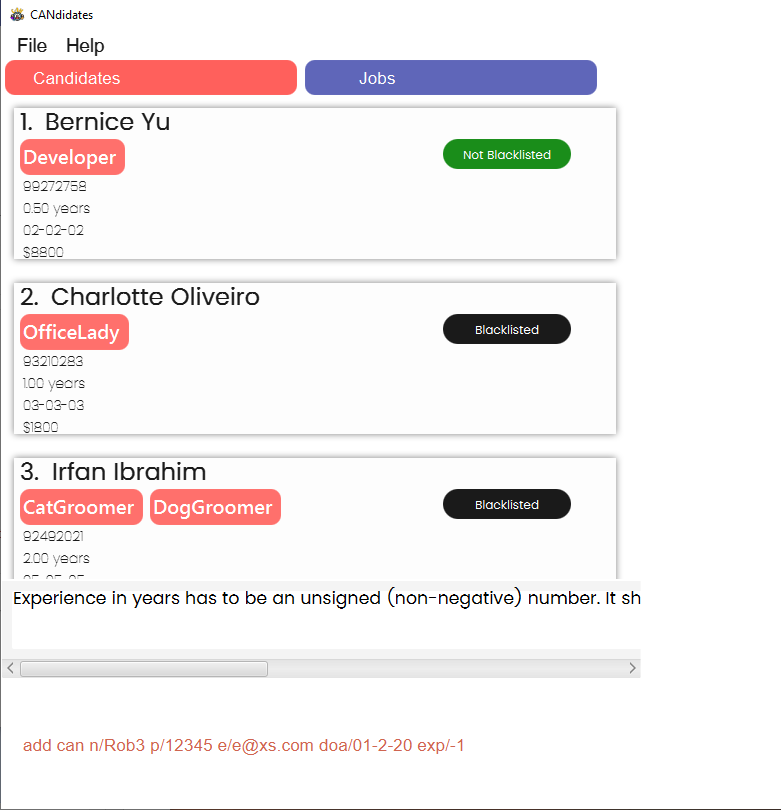 CANdidates
File Help
Candidates Jobs
1. Bernice Yu
Developer Not Blacklisted
99272758
0.50 years
02-02-02
$8800
2. Charlotte Oliveiro
OfficeLady Blacklisted
93210283
1.00 years
03-03-03
$1800
3. Irfan Ibrahim
CatGroomer DogGroomer Blacklisted
92492021
2.00 years
Experience in years has to be an unsigned (non-negative) number. It sh
add can n/Rob3 p/12345 e/e@xs.com doa/01-2-20 exp/-1